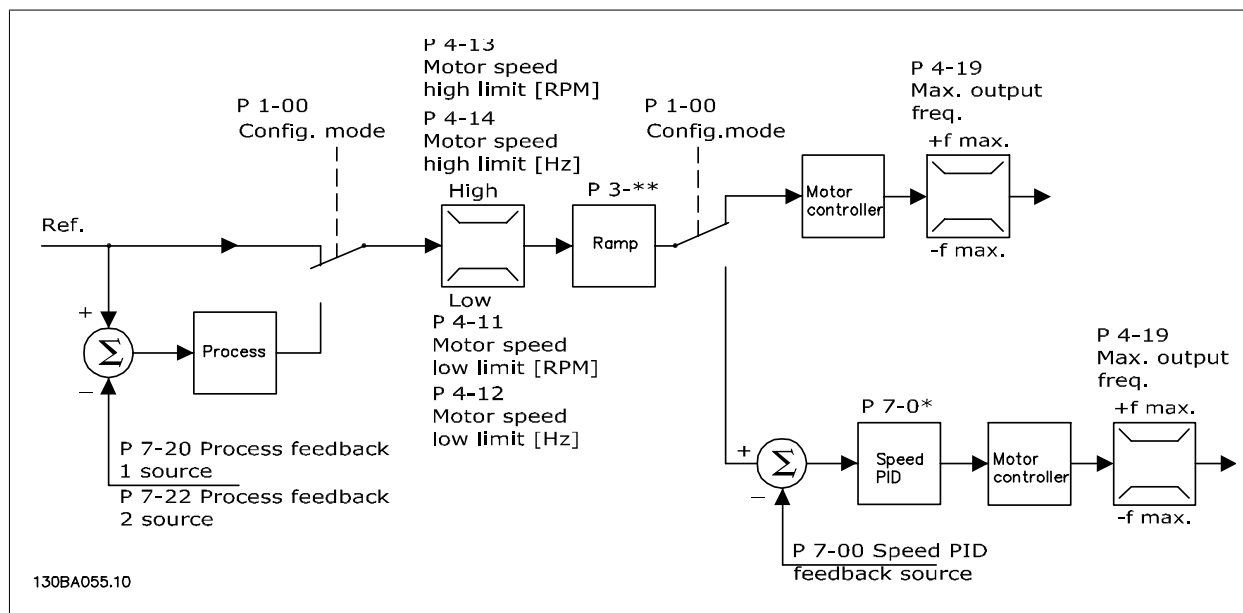 P 4-13
Motor speed
high limit [RPM]
P 4-14
Motor speed
high limit [Hz]
High
P 1-00
Config. mode
P 3-**
P 1-00
Config.mode
P 4-19
Max. output
freq.
+f max.
Motor
controller
-f max.
Ref.
Ramp
Low
P 4-11
Motor speed
low limit [RPM]
P 4-12
Motor speed
low limit [Hz]
+
Σ
Process
−
P 7-20 Process feedback
1 source
P 7-22 Process feedback
2 source
P 4-19
Max. output
freq.
+f max.
P 7-0*
+
Σ
Speed
PID
Motor
controller
−
-f max.
P 7-00 Speed PID
feedback source
130BA055.10